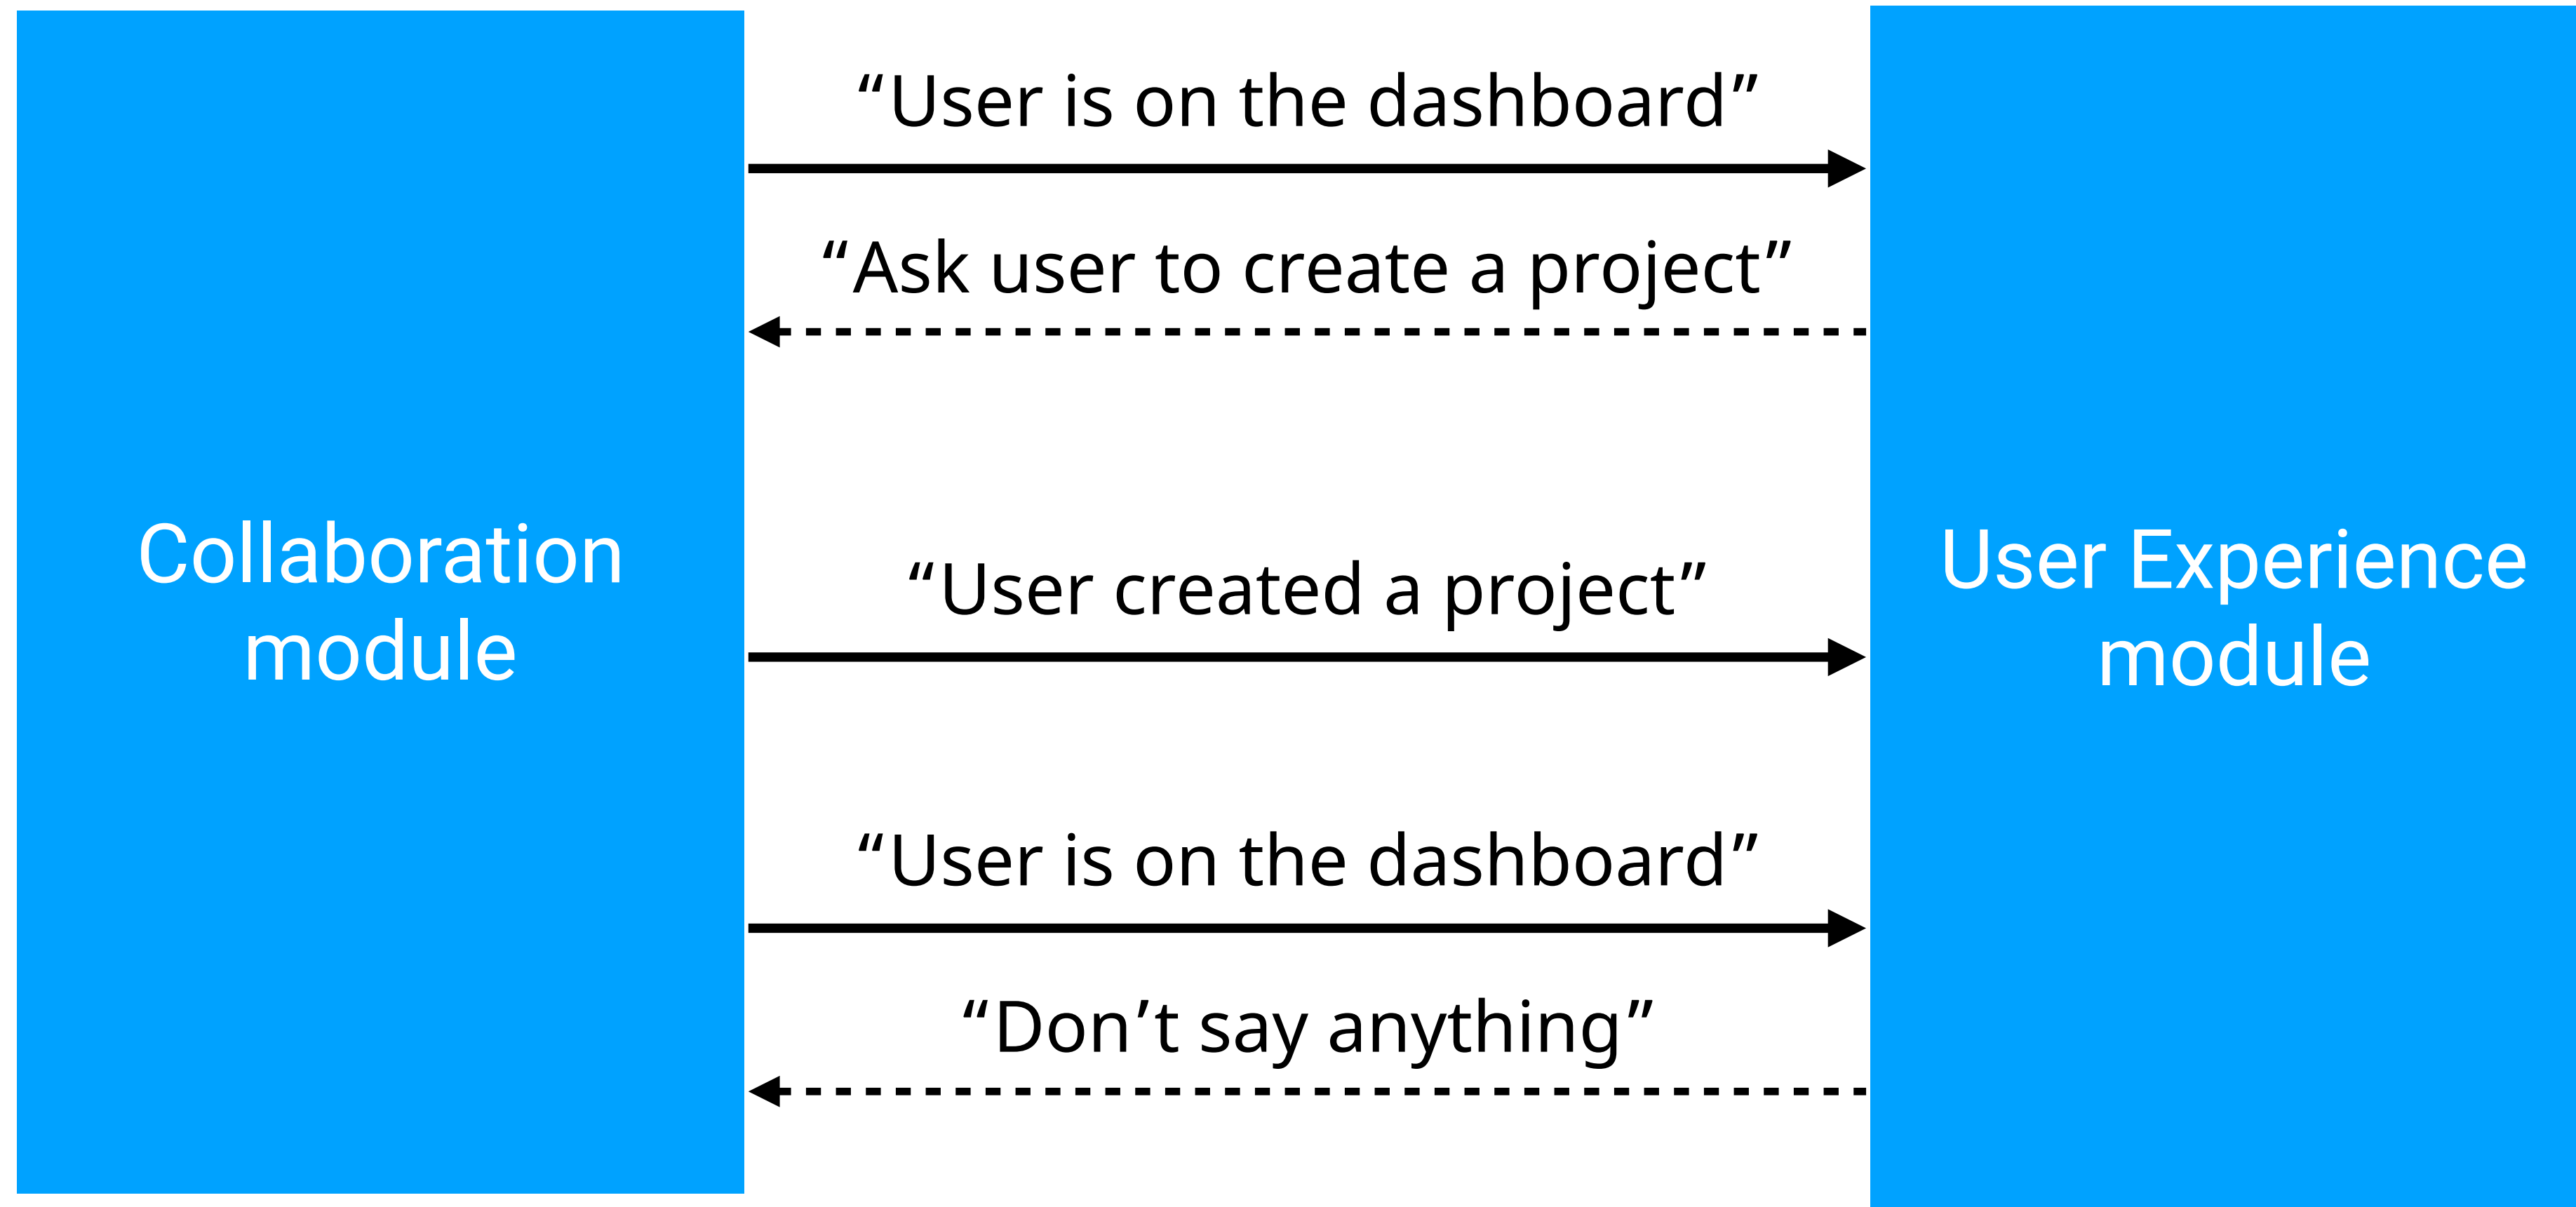 “User is on the dashboard”
“Ask user to create a project”
Collaboration
module
“User created a project”
User Experience
module
“User is on the dashboard”
“Don’t say anything”